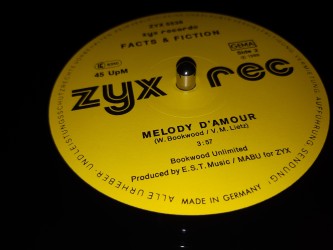 zyx records
FACTS & FICTION
45 UpM
GEMA
zyx rec
MELODY D'AMOUR
(W. Bookwood / V. M. Lietz)
3:57
Bookwood Unlimited
Produced by E.S.T. Music / MABU for ZYX
MADE IN GERMANY
ALLE URHEBER- UND LEISTUNGSSCHUTZRECHTE
AUFFÜHRUNG SENDUNG